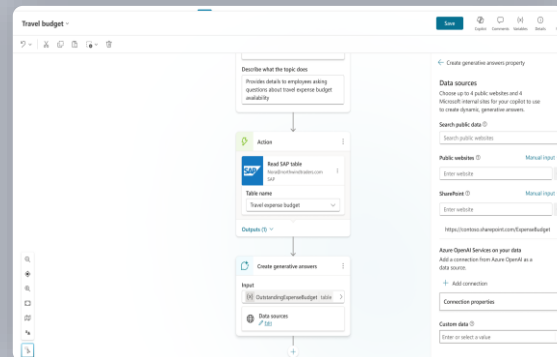 Travel budget
Save
Copilot
Comments
Variables
Details
Describe what the topic does
Provides details to employees asking
questions about travel expense budget
availability
Action
SAP
Read SAP table
SAP
Table name
Travel expense budget
Outputs (1)
Create generative answers
Input
OutstandingExpenseBudget table
Data sources
Edit
Create generative answers property
Data sources
Choose up to 4 public websites and 4
Microsoft internal sites for your copilot to use
to create dynamic, generative answers.
Search public data
Search public websites
Public websites
Manual input
Enter website
SharePoint
Manual input
Enter website
https://contoso.sharepoint.com/ExpenseBudget
Azure OpenAI Services on your data
Add a connection from Azure OpenAI as a
data source.
Add connection
Connection properties
Custom data
Enter or select a value